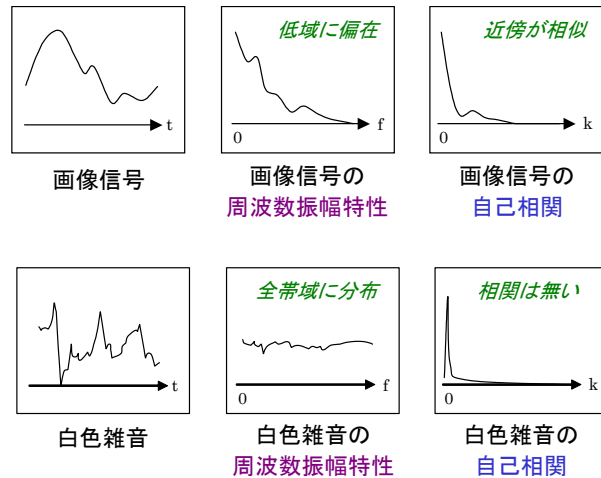 t
画像信号
低域に偏在
0
f
画像信号の
周波数振幅特性
近傍が相似
0
k
画像信号の
自己相関
t
白色雑音
全帯域に分布
0
f
白色雑音の
周波数振幅特性
相関は無い
0
k
白色雑音の
自己相関